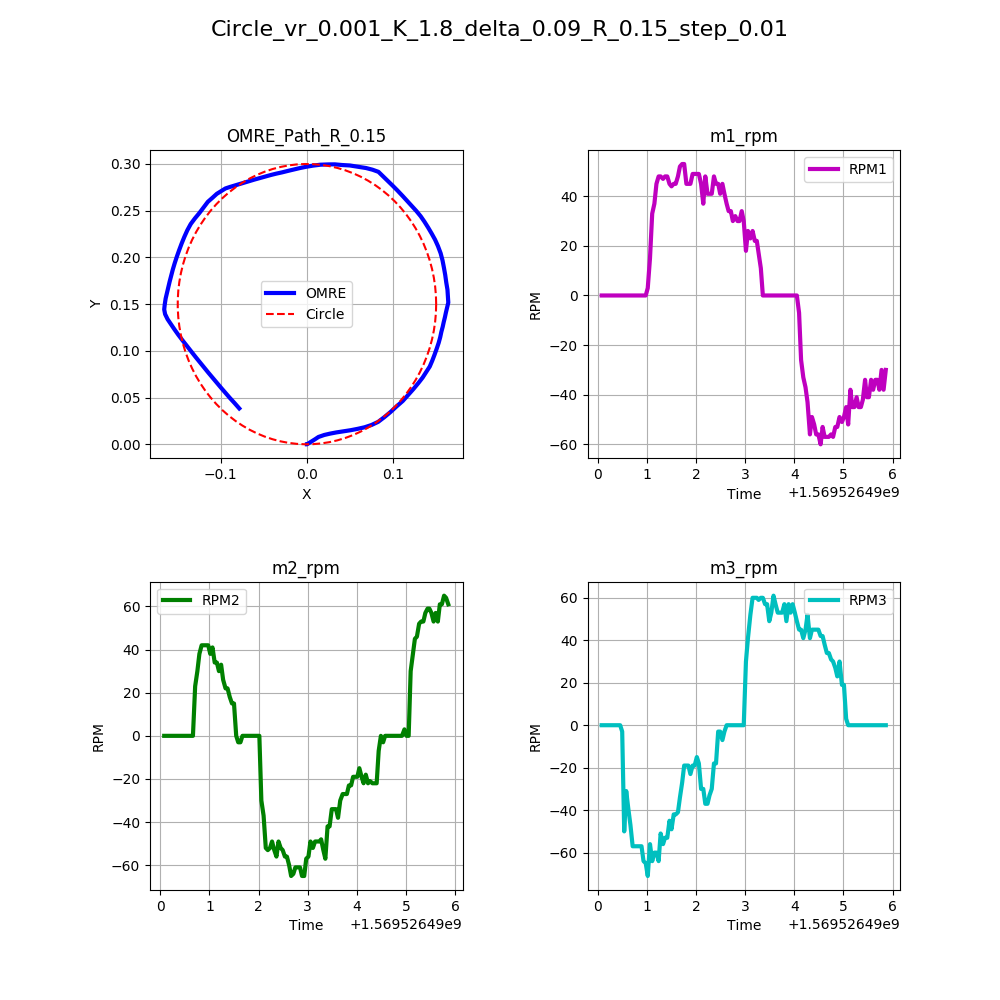 Circle_vr_0.001_K_1.8_delta_0.09_R_0.15_step_0.01
OMRE_Path_R_0.15
0.30
0.25
0.20
0.15
0.10
0.05
0.00
Y
OMRE
Circle
−0.1 0.0 0.1
X
m1_rpm
RPM1
40
20
0
−20
−40
−60
RPM
0 1 2 3 4 5 6
Time +1.56952649e9
m2_rpm
RPM2
60
40
20
0
−20
−40
−60
RPM
0 1 2 3 4 5 6
Time +1.56952649e9
m3_rpm
RPM3
60
40
20
0
−20
−40
−60
RPM
0 1 2 3 4 5 6
Time +1.56952649e9